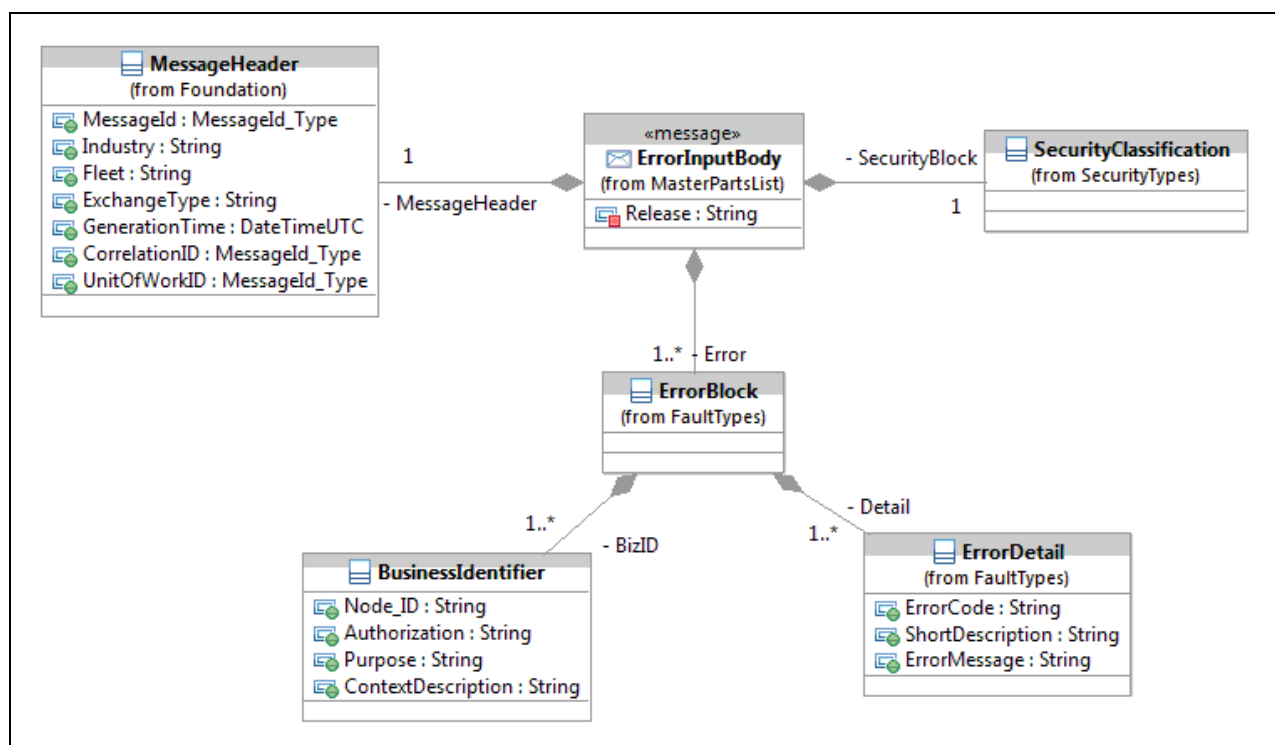 MessageHeader
(from Foundation)
MessageId : MessageId_Type
Industry : String
Fleet : String
ExchangeType : String
GenerationTime : DateTimeUTC
CorrelationID : MessageId_Type
UnitOfWorkID : MessageId_Type
1
- MessageHeader
«message»
ErrorInputBody
(from MasterPartsList)
Release : String
- SecurityBlock
1
SecurityClassification
(from SecurityTypes)
1..* - Error
ErrorBlock
(from FaultTypes)
1..*
- BizID
- Detail
1..*
BusinessIdentifier
Node_ID : String
Authorization : String
Purpose : String
ContextDescription : String
ErrorDetail
(from FaultTypes)
ErrorCode : String
ShortDescription : String
ErrorMessage : String